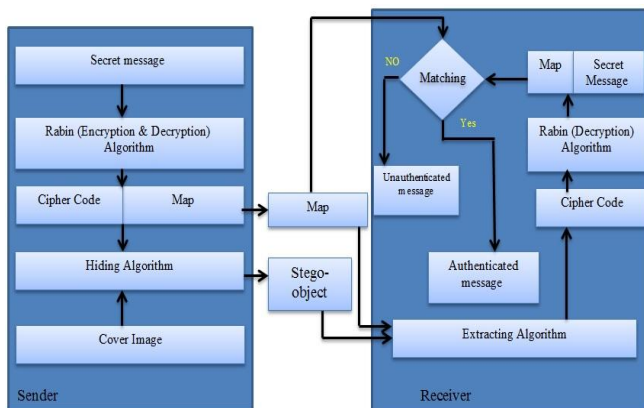 Secret message
Rabin (Encryption & Decryption)
Algorithm
Cipher Code
Map
Hiding Algorithm
Cover Image
Sender
Map
Stego-
object
NO
Matching
Yes
Map
Secret
Message
Rabin (Decryption)
Algorithm
Unauthenticated
message
Cipher Code
Authenticated
message
Extracting Algorithm
Receiver